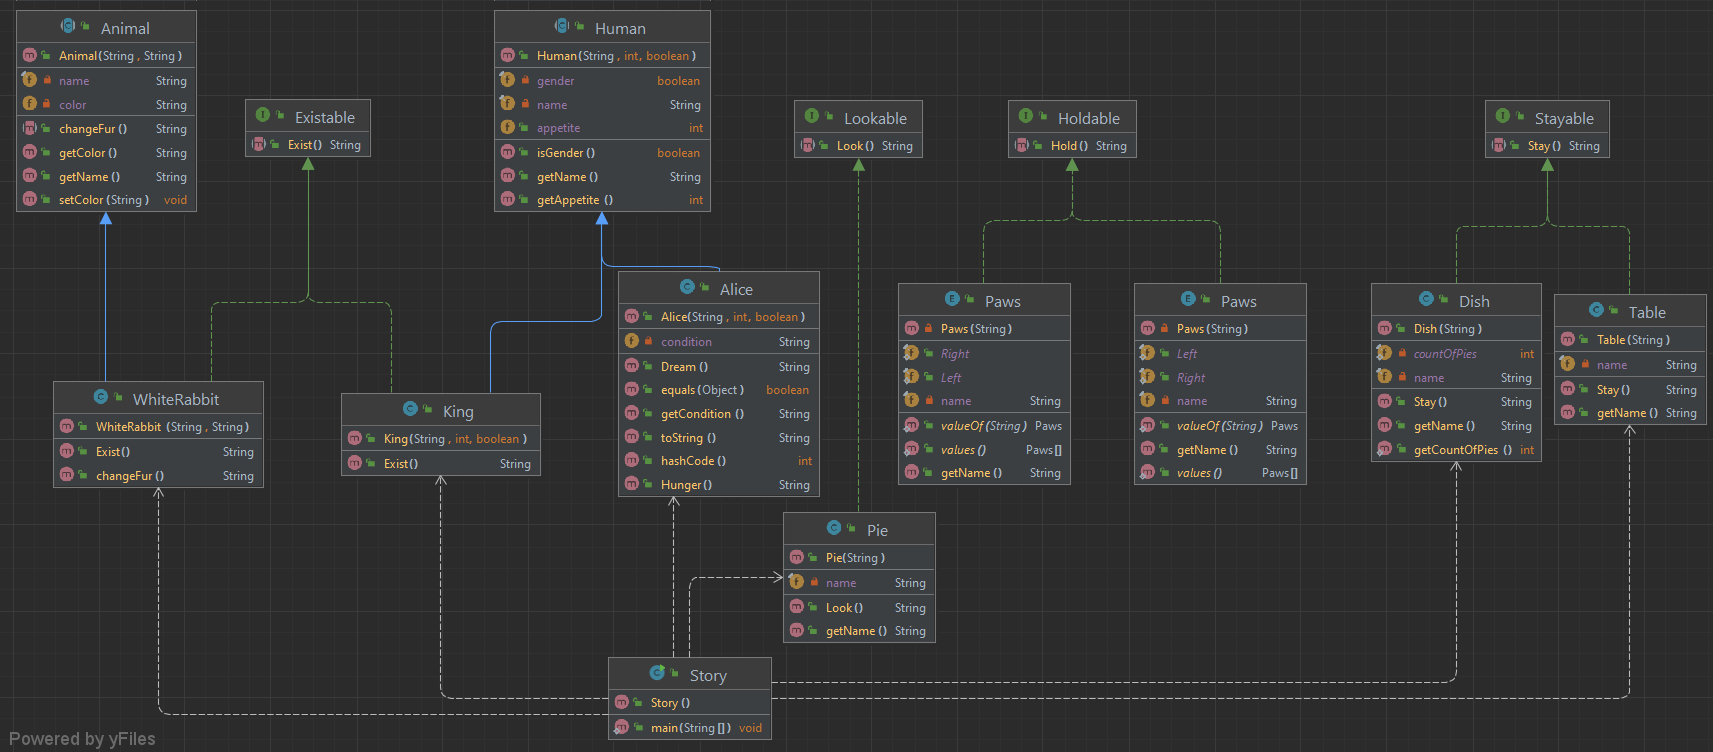 Animal
Animal(String, String)
name String
color String
changeFur() String
getColor() String
getName() String
setColor(String) void
Existable
Exist() String
Human
Human(String, int, boolean)
gender boolean
name String
appetite int
isGender() boolean
getName() String
getAppetite() int
Lookable
Look() String
Holdable
Hold() String
Stayable
Stay() String
WhiteRabbit
WhiteRabbit(String, String)
Exist() String
changeFur() String
King
King(String, int, boolean)
Exist() String
Alice
Alice(String, int, boolean)
condition String
Dream() String
equals(Object) boolean
getCondition() String
toString() String
hashCode() int
Hunger() String
Paws
Paws(String)
Right
Left
name String
valueOf(String) Paws
values() Paws[]
getName() String
Paws
Paws(String)
Left
Right
name String
valueOf(String) Paws
getName() String
values() Paws[]
Dish
Dish(String)
countOfPies int
name String
Stay() String
getName() String
getCountOfPies() int
Table
Table(String)
name String
Stay() String
getName() String
Pie
Pie(String)
name String
Look() String
getName() String
Story
Story()
main(String[]) void
Powered by yFiles